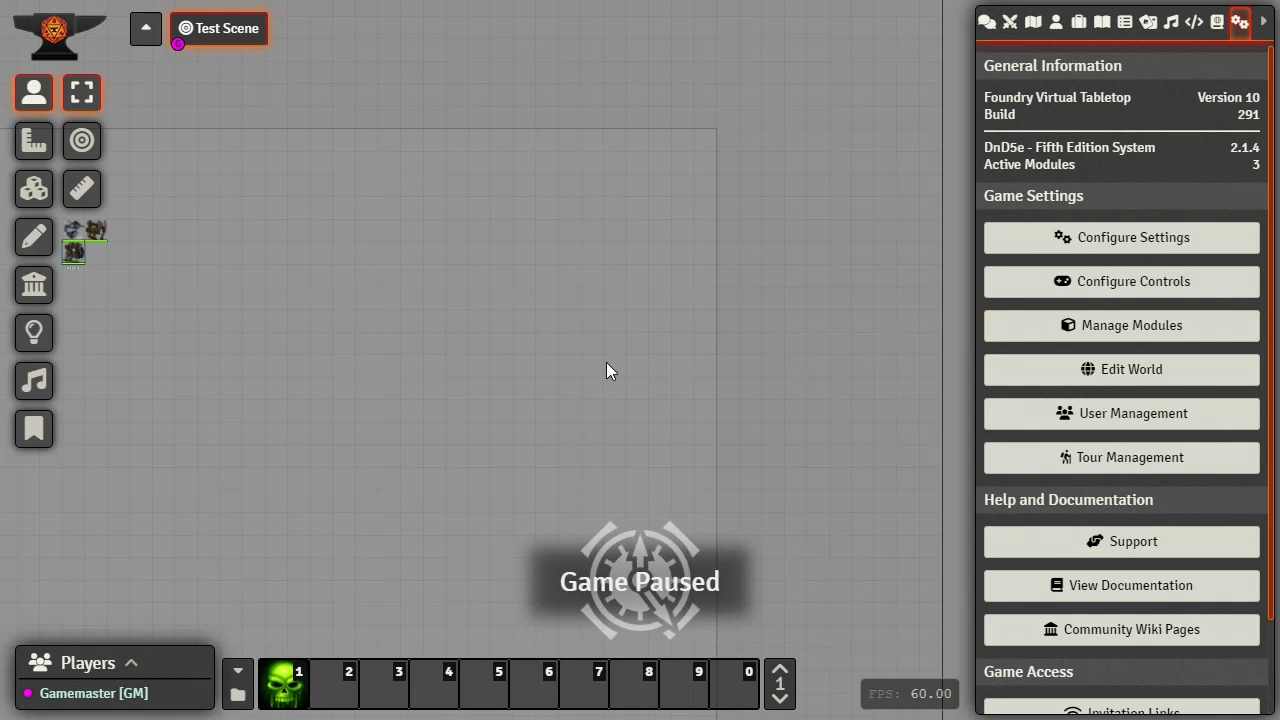 Test Scene
G
General Information
Foundry Virtual Tabletop Version 10
Build 291
DnD5e - Fifth Edition System 2.1.4
Active Modules 3
Game Settings
Configure Settings
Configure Controls
Manage Modules
Edit World
User Management
Tour Management
Help and Documentation
Support
View Documentation
Community Wiki Pages
Game Access
Invitation Links
Game Paused
Players
Gamemaster [GM]
1 2 3 4 5 6 7 8 9 0
1
FPS: 60.00